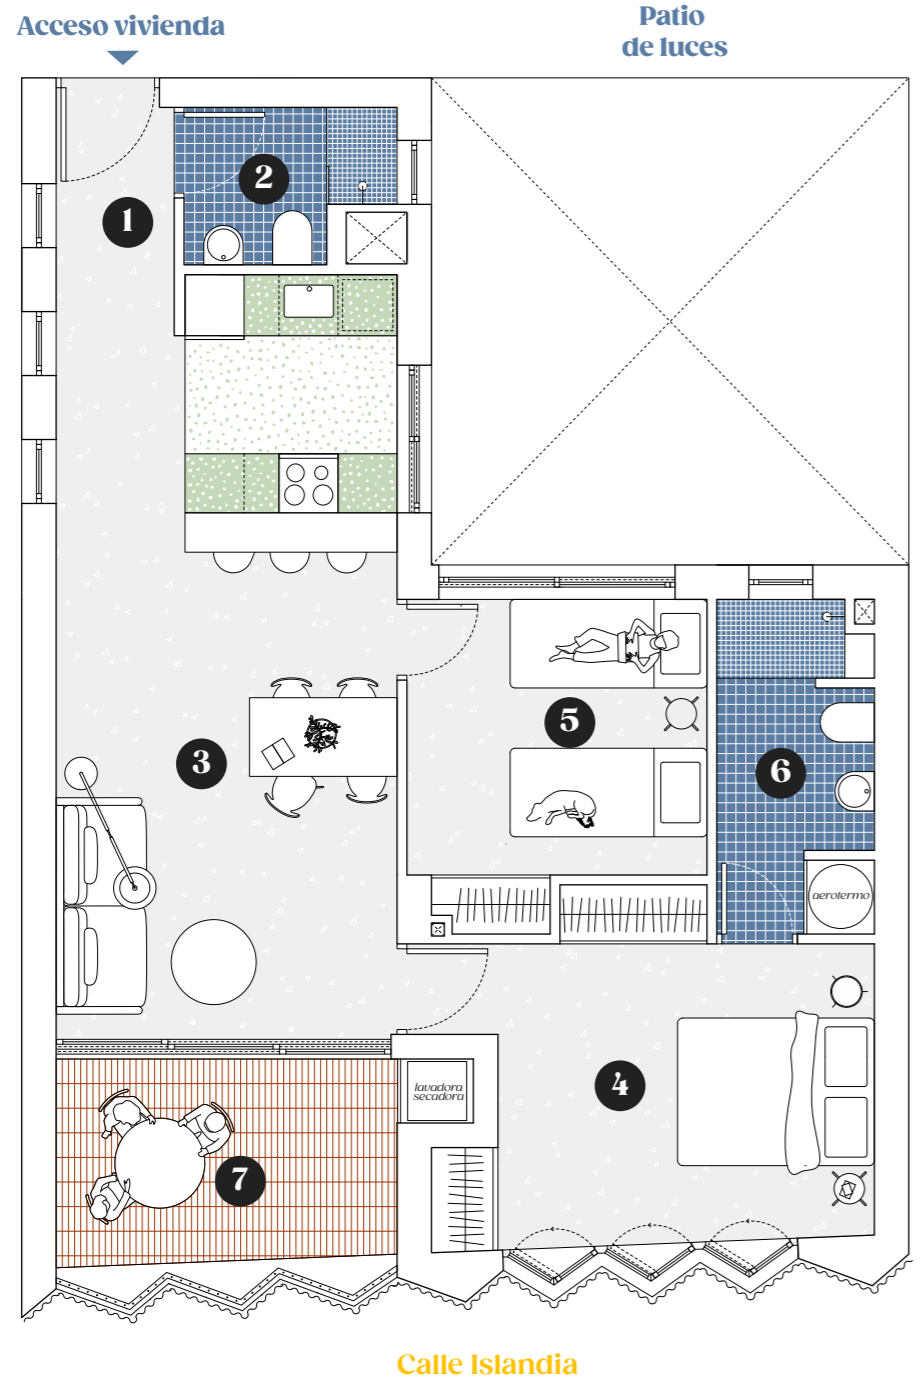 Acceso vivienda
Patio
de luces
1
2
3
4
5
6
7
aerotermo
lavadora
secadora
Calle Islandia